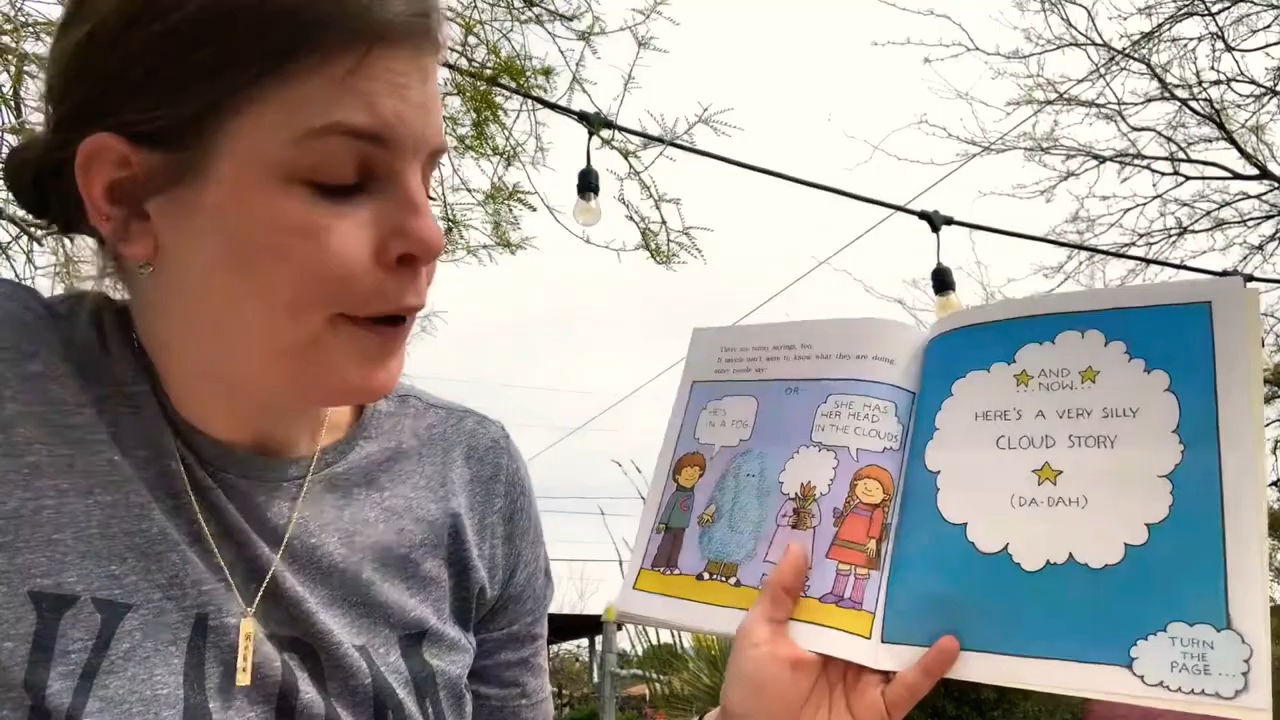 There are funny sayings, too.
If people don't seem to know what they are doing,
other people say:
OR
HE'S
IN A FOG.
SHE HAS
HER HEAD
IN THE CLOUDS
AND
...NOW...
HERE'S A VERY SILLY
CLOUD STORY
(DA-DAH)
TURN
THE
PAGE...